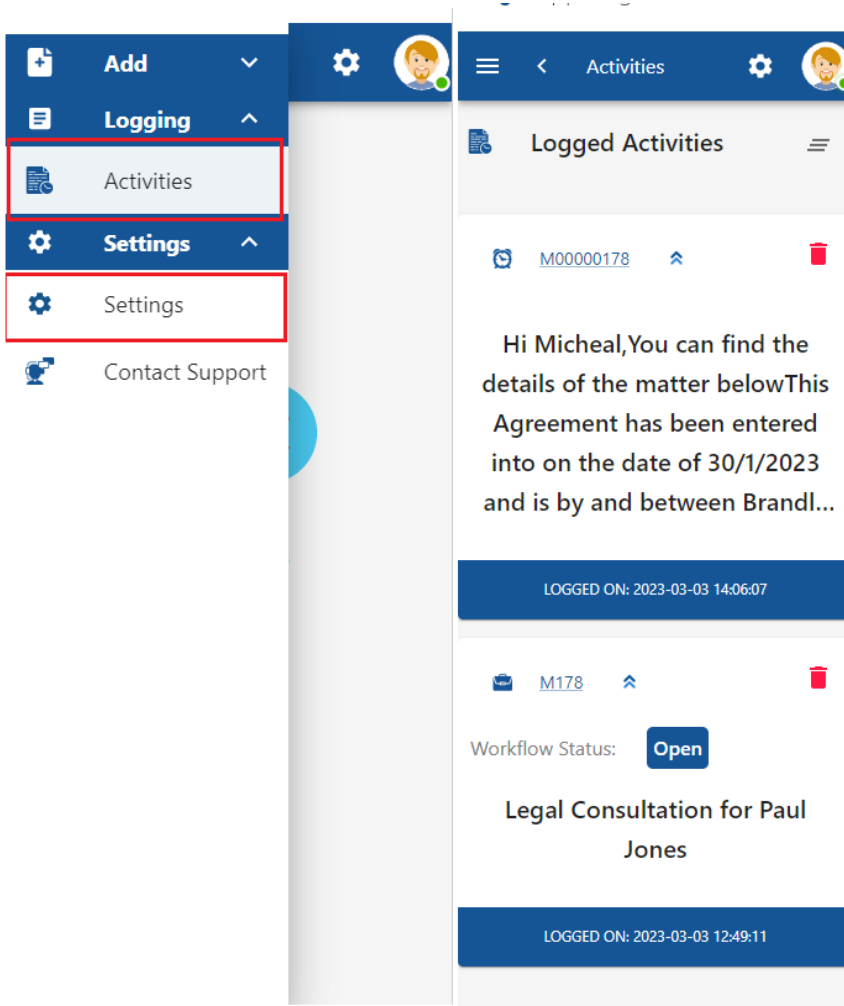 Add
Logging
Activities
Settings
Settings
Contact Support
Activities
Logged Activities
M00000178
Hi Micheal,You can find the
details of the matter belowThis
Agreement has been entered
into on the date of 30/1/2023
and is by and between Brandl...
LOGGED ON: 2023-03-03 14:06:07
M178
Workflow Status: Open
Legal Consultation for Paul
Jones
LOGGED ON: 2023-03-03 12:49:11